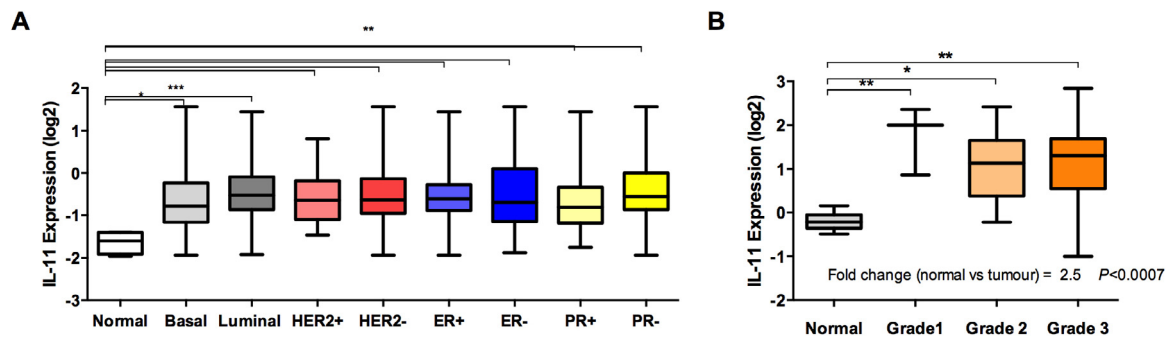 A
**
***
*
IL-11 Expression (log2)
2
1
0
-1
-2
-3
Normal Basal Luminal HER2+ HER2- ER+ ER- PR+ PR-
B
**
*
**
IL-11 Expression (log2)
3
2
1
0
-1
-2
Fold change (normal vs tumour) = 2.5 P<0.0007
Normal Grade1 Grade 2 Grade 3